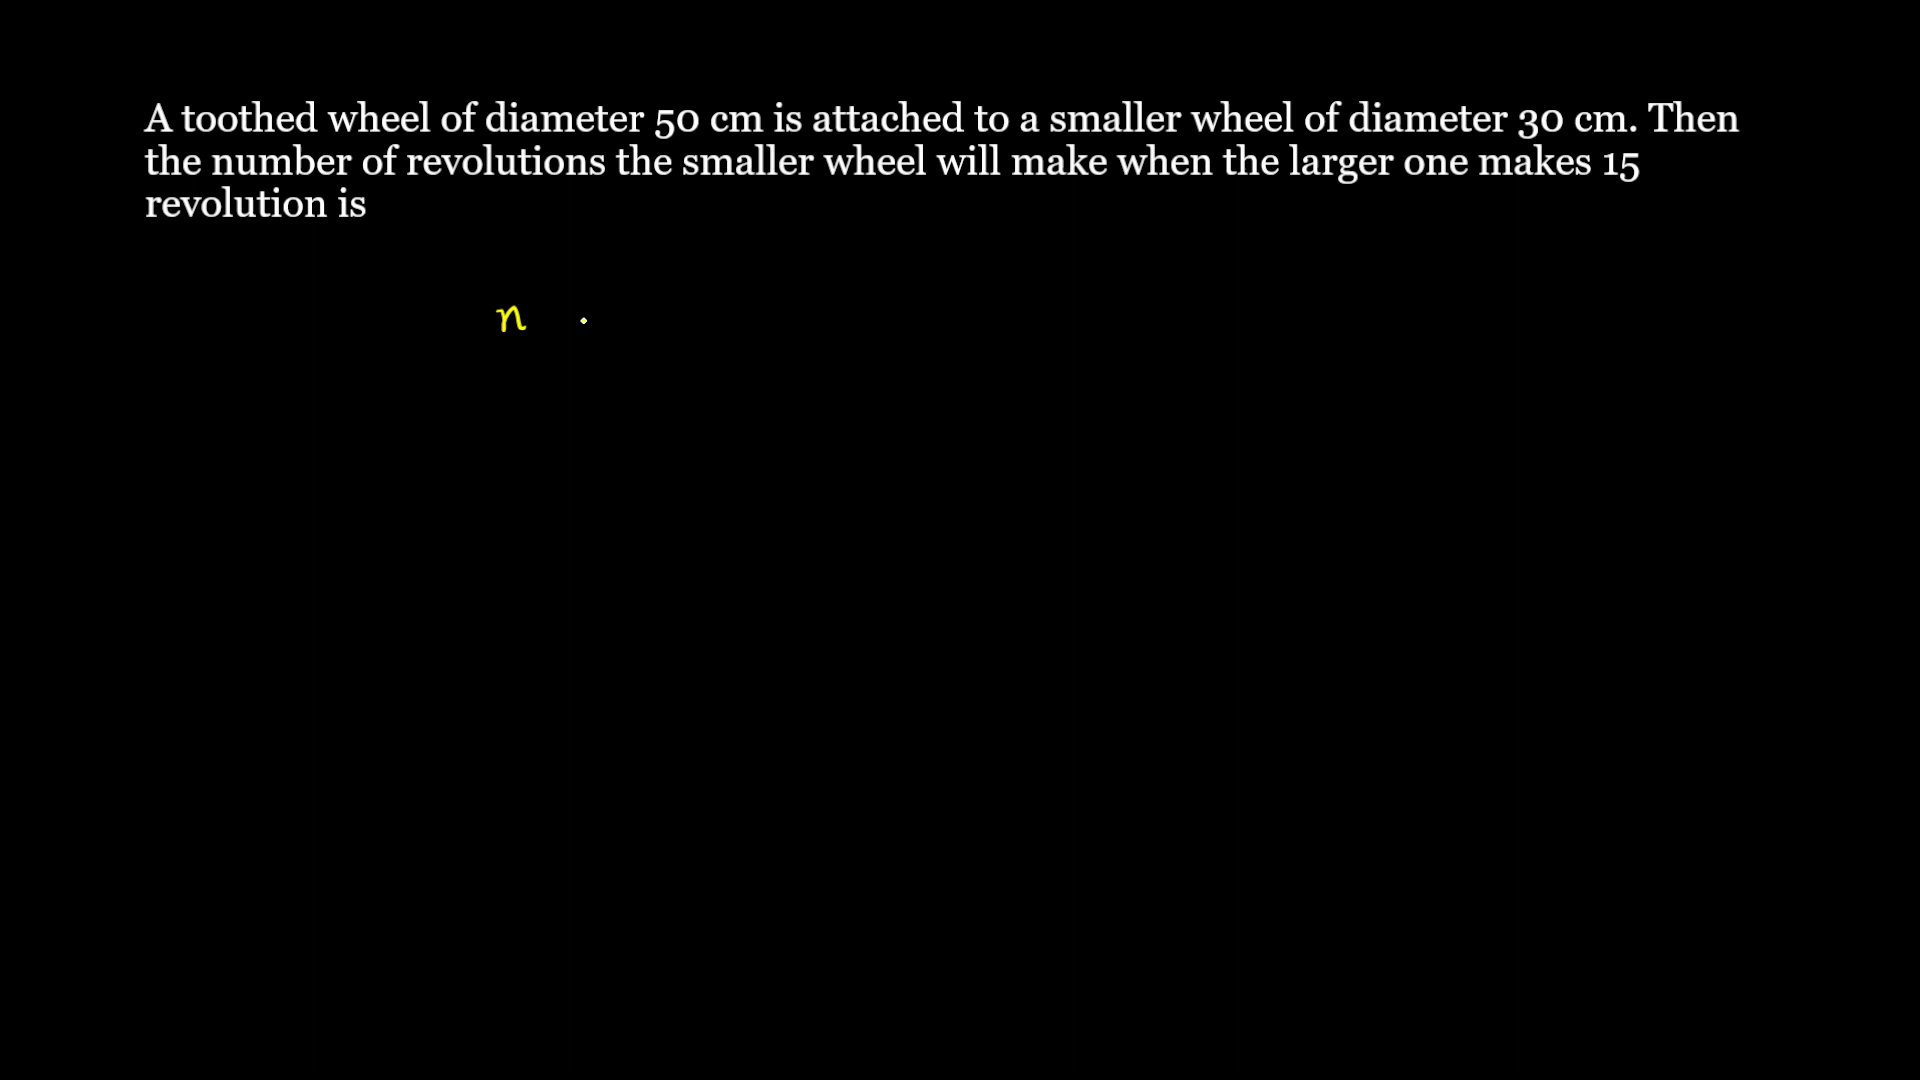 A toothed wheel of diameter 50 cm is attached to a smaller wheel of diameter 30 cm. Then
the number of revolutions the smaller wheel will make when the larger one makes 15
revolution is
n .